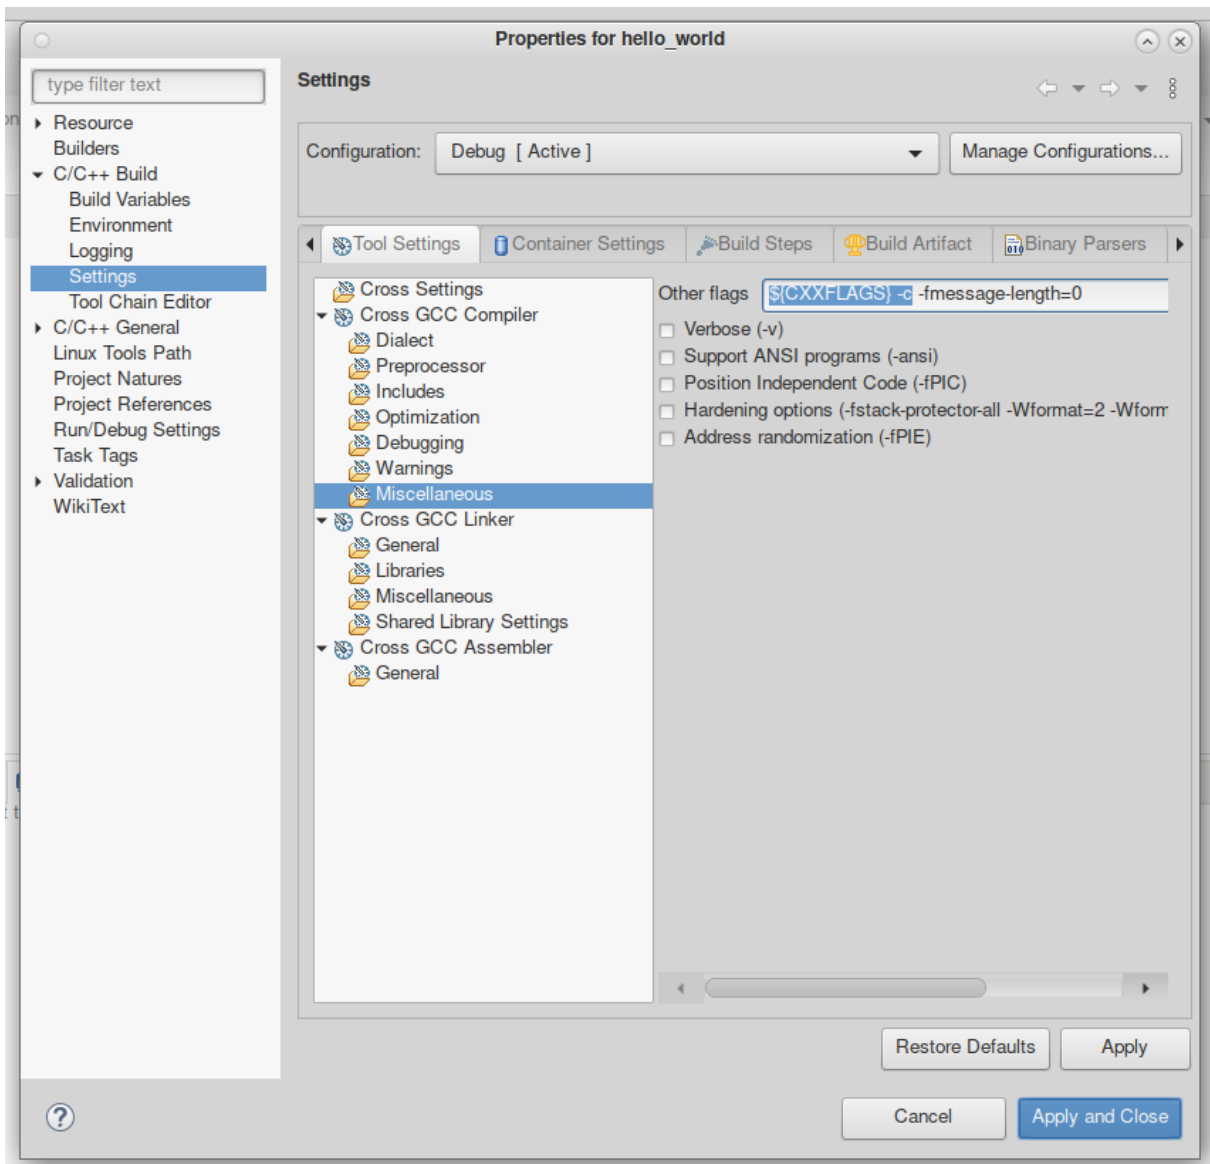 Properties for hello_world
type filter text
Resource
Builders
C/C++ Build
Build Variables
Environment
Logging
Settings
Tool Chain Editor
C/C++ General
Linux Tools Path
Project Natures
Project References
Run/Debug Settings
Task Tags
Validation
WikiText
Settings
Configuration: Debug [ Active ] Manage Configurations...
Tool Settings Container Settings Build Steps Build Artifact Binary Parsers
Cross Settings
Cross GCC Compiler
Dialect
Preprocessor
Includes
Optimization
Debugging
Warnings
Miscellaneous
Cross GCC Linker
General
Libraries
Miscellaneous
Shared Library Settings
Cross GCC Assembler
General
Other flags ${CXXFLAGS} -c -fmessage-length=0
Verbose (-v)
Support ANSI programs (-ansi)
Position Independent Code (-fPIC)
Hardening options (-fstack-protector-all -Wformat=2 -Wform
Address randomization (-fPIE)
Restore Defaults Apply
? Cancel Apply and Close